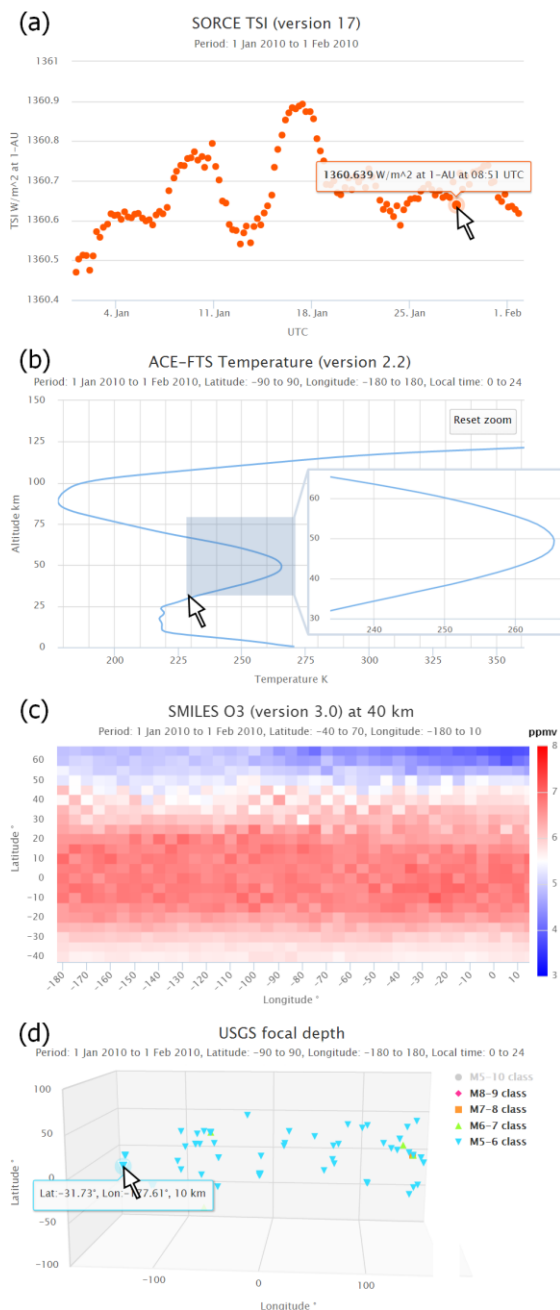 (a)
SORCE TSI (version 17)
Period: 1 Jan 2010 to 1 Feb 2010
TSI W/m^2 at 1-AU
1361
1360.9
1360.8
1360.7
1360.6
1360.5
1360.4
1360.639 W/m^2 at 1-AU at 08:51 UTC
4. Jan 11. Jan 18. Jan 25. Jan 1. Feb
UTC
(b)
ACE-FTS Temperature (version 2.2)
Period: 1 Jan 2010 to 1 Feb 2010, Latitude: -90 to 90, Longitude: -180 to 180, Local time: 0 to 24
Altitude km
150
125
100
75
50
25
0
Reset zoom
60
50
40
30
240 250 260
200 225 250 275 300 325 350
Temperature K
(c)
SMILES O3 (version 3.0) at 40 km
Period: 1 Jan 2010 to 1 Feb 2010, Latitude: -40 to 70, Longitude: -180 to 10
ppmv
Latitude °
60
50
40
30
20
10
0
-10
-20
-30
-40
8
7
6
5
4
3
-180 -170 -160 -150 -140 -130 -120 -110 -100 -90 -80 -70 -60 -50 -40 -30 -20 -10 0 10
Longitude °
(d)
USGS focal depth
Period: 1 Jan 2010 to 1 Feb 2010, Latitude: -90 to 90, Longitude: -180 to 180, Local time: 0 to 24
M5-10 class
M8-9 class
M7-8 class
M6-7 class
M5-6 class
Latitude °
100
50
0
-50
-100
Lat:-31.73°, Lon:-177.61°, 10 km
-100 0 100
Longitude °